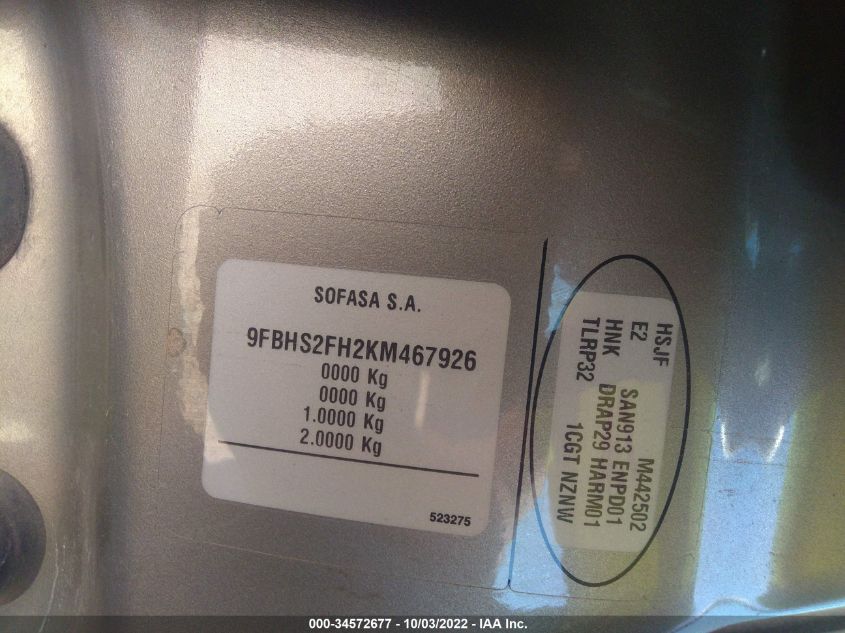 SOFASA S.A.
9FBHS2FH2KM467926
0000 Kg
0000 Kg
1.0000 Kg
2.0000 Kg
523275
HSJF M442502
E2 SAN913 ENPD01
HNK DRAP29 HARM01
TLRP32 1CGT NZNW
000-34572677 - 10/03/2022 - IAA Inc.